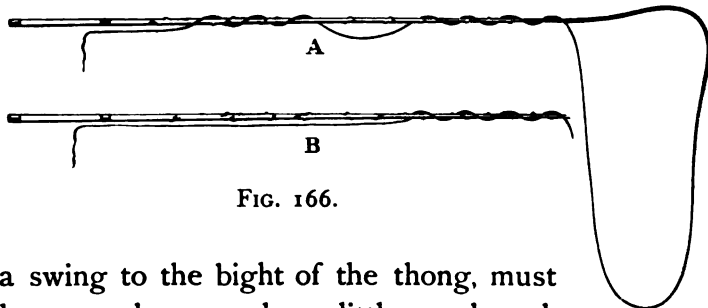 A
B
FIG. 166.
a swing to the bight of the thong, must